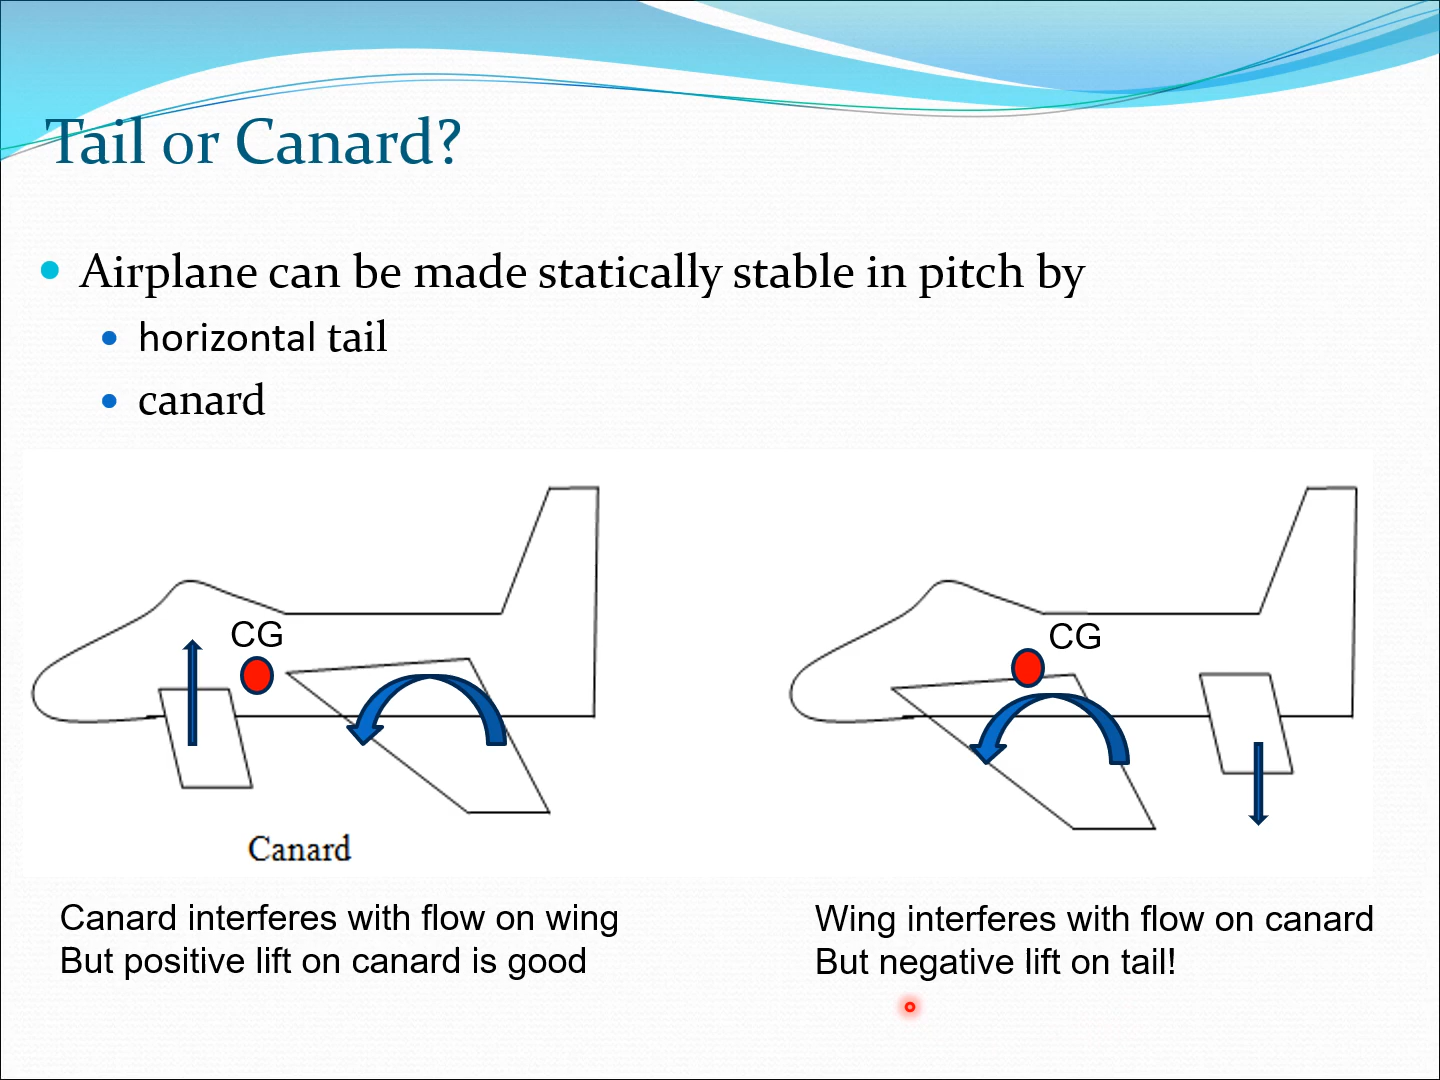 Tail or Canard?
Airplane can be made statically stable in pitch by
horizontal tail
canard
CG
CG
Canard
Canard interferes with flow on wing
But positive lift on canard is good
Wing interferes with flow on canard
But negative lift on tail!